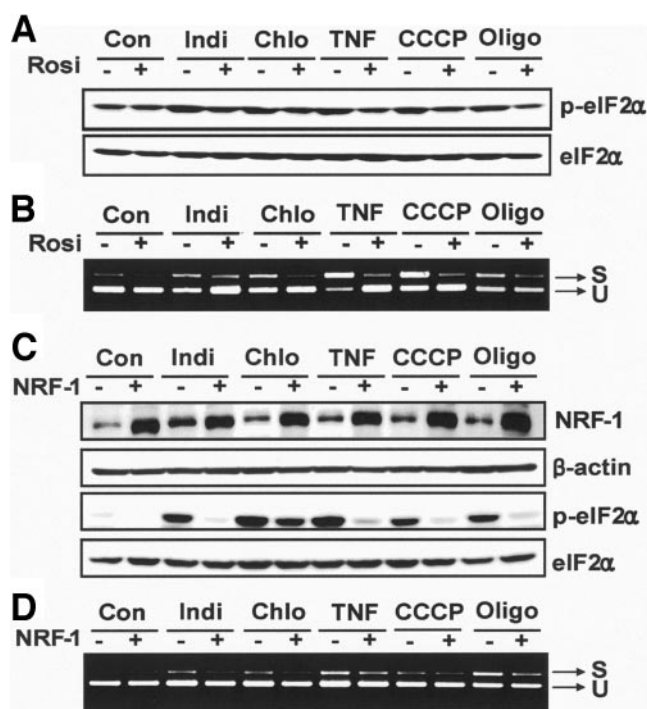 A
Con Indi Chlo TNF CCCP Oligo
Rosi - + - + - + - + - + - +
p-eIF2α
eIF2α
B
Con Indi Chlo TNF CCCP Oligo
Rosi - + - + - + - + - + - +
S
U
C
Con Indi Chlo TNF CCCP Oligo
NRF-1 - + - + - + - + - + - +
NRF-1
β-actin
p-eIF2α
eIF2α
D
Con Indi Chlo TNF CCCP Oligo
NRF-1 - + - + - + - + - + - +
S
U